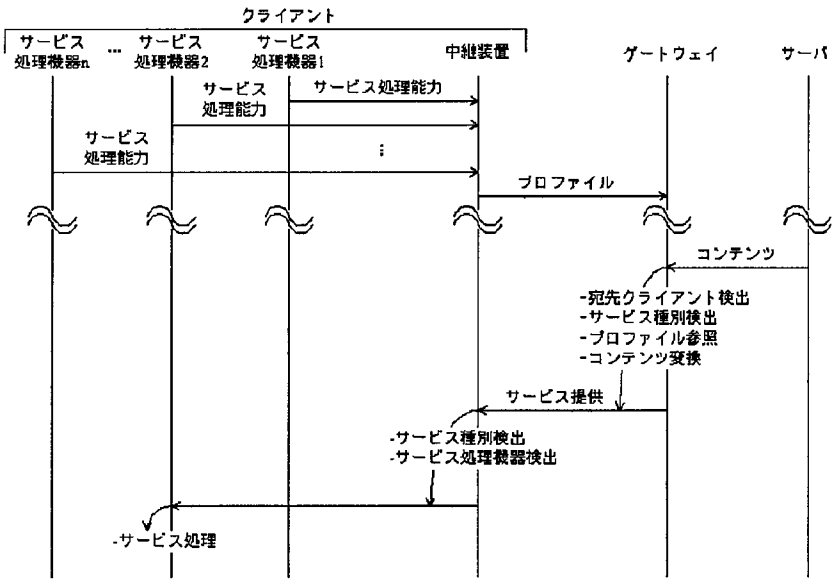 クライアント
サービス処理機器n
…
サービス処理機器2
サービス処理機器1
中継装置
ゲートウェイ
サーバ
サービス処理能力
サービス処理能力
サービス処理能力
⋮
プロファイル
コンテンツ
-宛先クライアント検出
-サービス種別検出
-プロファイル参照
-コンテンツ変換
サービス提供
-サービス種別検出
-サービス処理機器検出
-サービス処理